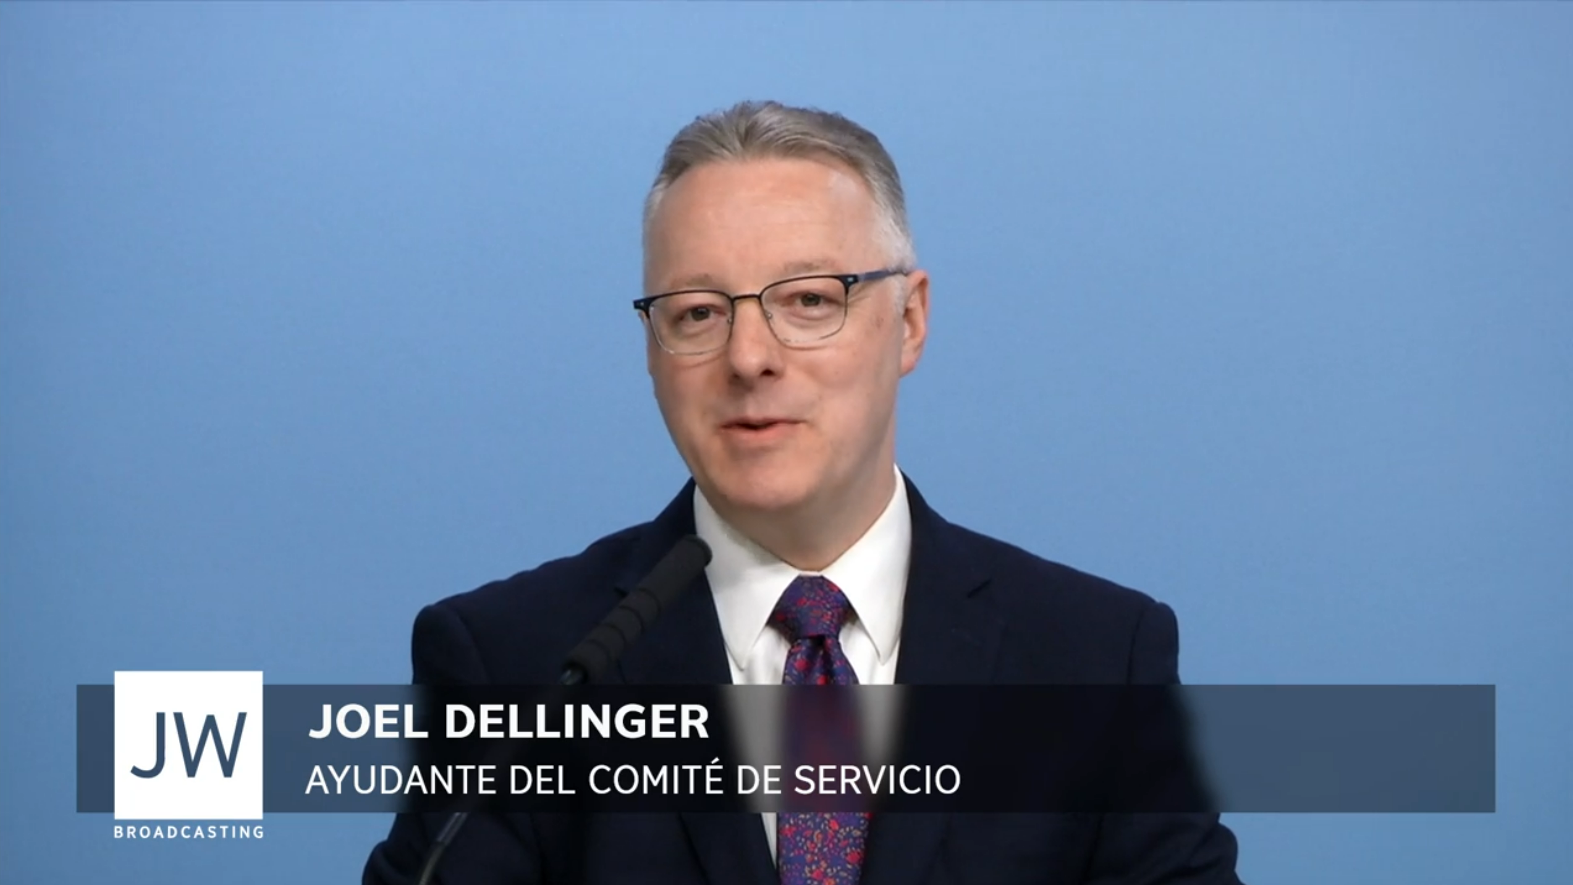 JOEL DELLINGER
AYUDANTE DEL COMITÉ DE SERVICIO
JW
BROADCASTING